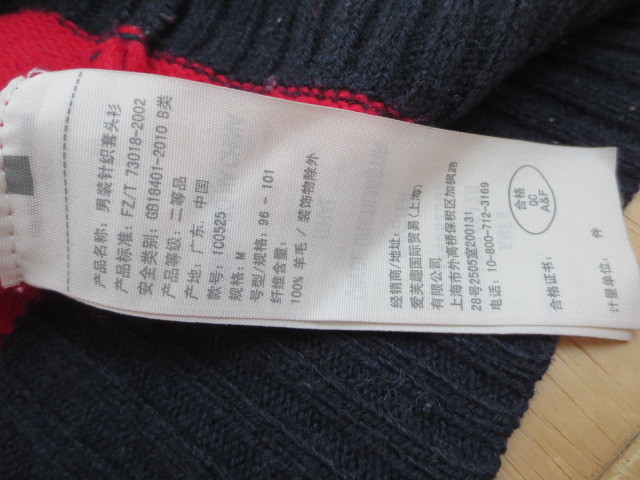 产品名称: 男装针织套头衫
产品标准: FZ/T 73018-2002
安全类别: GB18401-2010 B类
产品等级: 二等品
产地: 广东. 中国
款号: 1C0525
规格: M
号型/规格: 96 - 101
纤维含量:
100% 羊毛 / 装饰物除外
经销商/地址:
爱芙趣国际贸易(上海)
有限公司
上海市外高桥保税区加枫路
28号2505室200131
电话: 10-800-712-3169
合格
QC
A&F
合格证书:
计量单位: 件